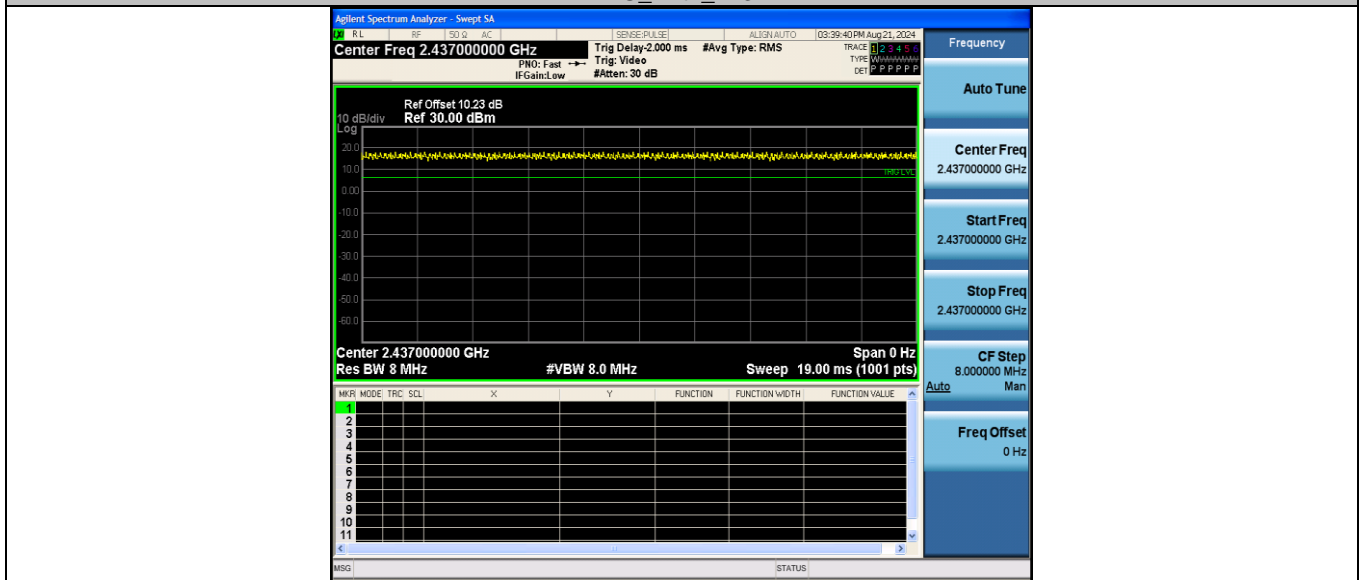 Agilent Spectrum Analyzer - Swept SA
RL RF 50 Ω AC SENSE:PULSE ALIGN AUTO 03:39:40 PM Aug 21, 2024
Center Freq 2.437000000 GHz Trig Delay-2.000 ms #Avg Type: RMS TRACE 1 2 3 4 5 6 Frequency
PNO: Fast Trig: Video TYPE W
IFGain:Low #Atten: 30 dB DET P P P P P P
Auto Tune
Ref Offset 10.23 dB
10 dB/div Ref 30.00 dBm
Log
20.0
Center Freq
10.0 2.437000000 GHz
TRIG LVL
0.00
-10.0
Start Freq
-20.0 2.437000000 GHz
-30.0
-40.0
Stop Freq
-50.0
2.437000000 GHz
-60.0
Center 2.437000000 GHz Span 0 Hz
Res BW 8 MHz #VBW 8.0 MHz Sweep 19.00 ms (1001 pts)
CF Step
8.000000 MHz
Auto Man
MKR MODE TRC SCL X Y FUNCTION FUNCTION WIDTH FUNCTION VALUE
1
2
3
4
5
6
7
8
9
10
11
Freq Offset
0 Hz
MSG STATUS